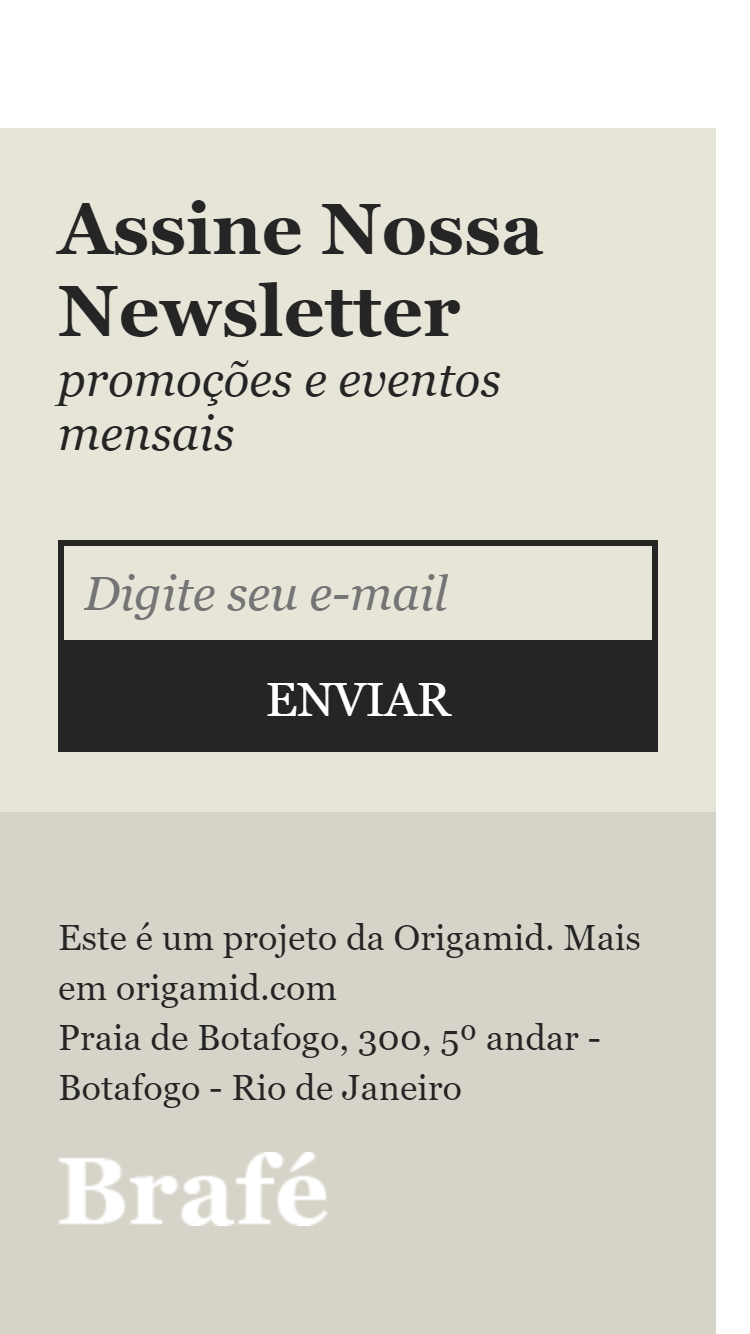 Assine Nossa
Newsletter
promoções e eventos
mensais
Digite seu e-mail
ENVIAR
Este é um projeto da Origamid. Mais
em origamid.com
Praia de Botafogo, 300, 5º andar -
Botafogo - Rio de Janeiro
Brafé